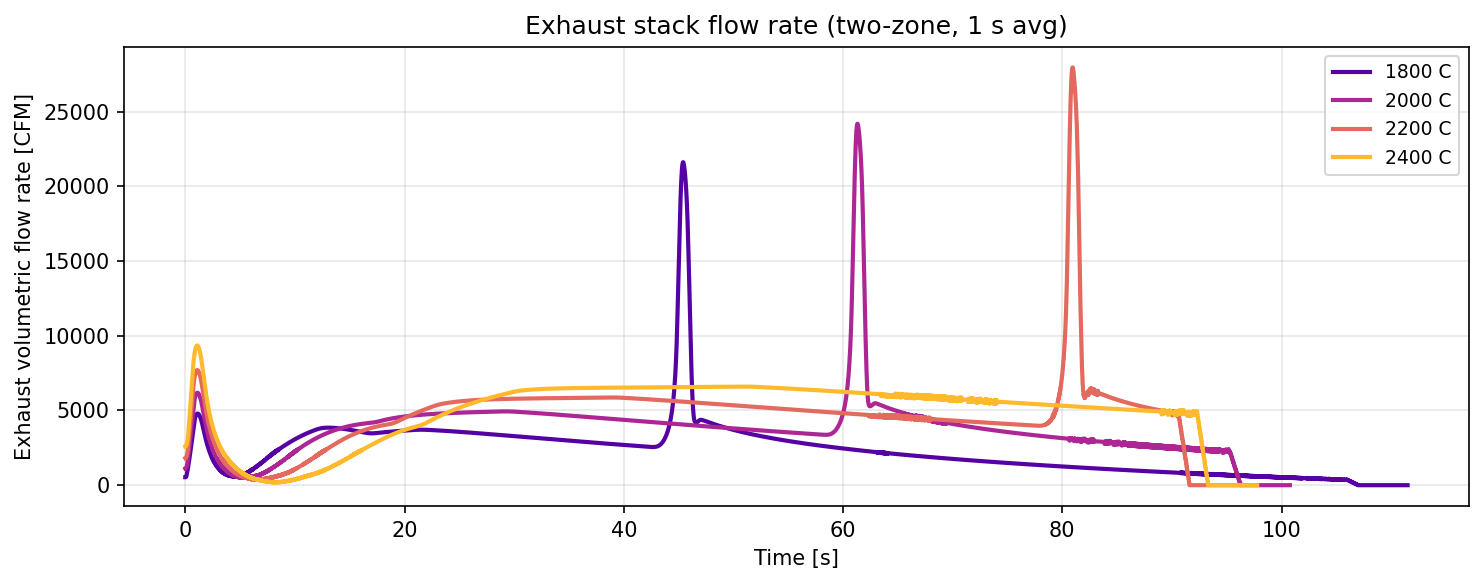 Exhaust stack flow rate (two-zone, 1 s avg)
Exhaust volumetric flow rate [CFM]
25000
20000
15000
10000
5000
0
0 20 40 60 80 100
Time [s]
1800 C
2000 C
2200 C
2400 C